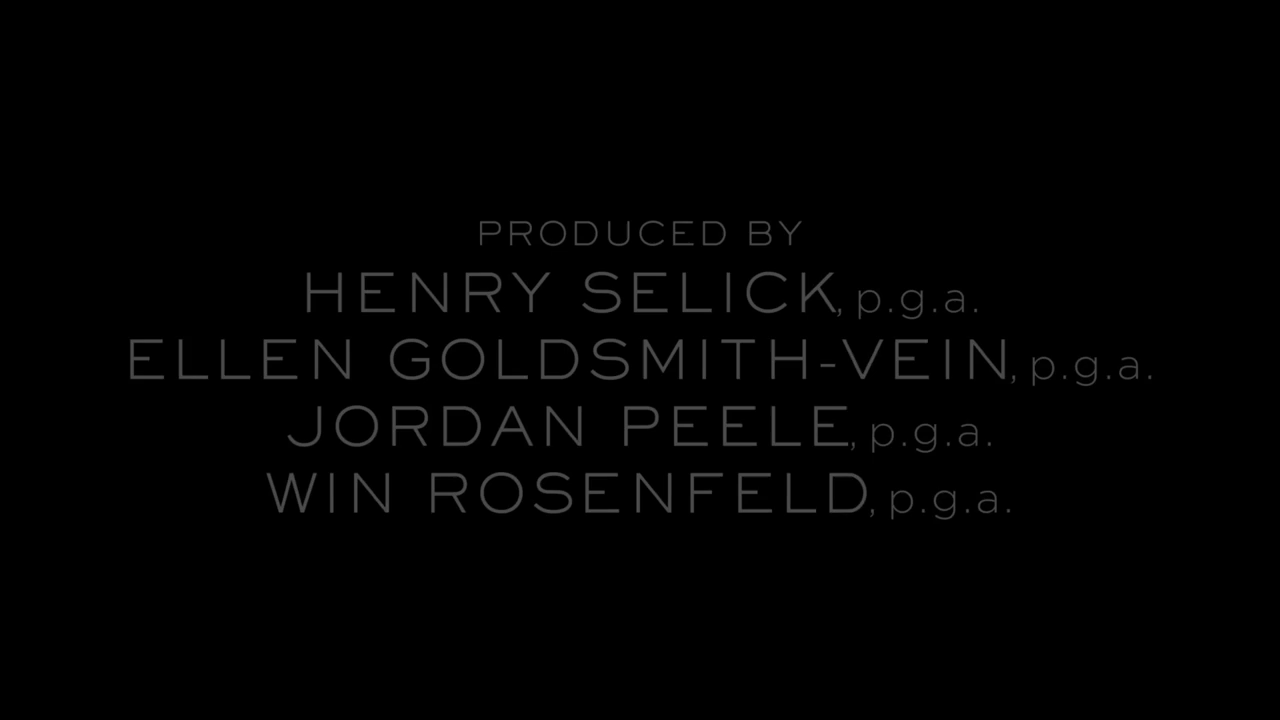 PRODUCED BY
HENRY SELICK, p.g.a.
ELLEN GOLDSMITH-VEIN, p.g.a.
JORDAN PEELE, p.g.a.
WIN ROSENFELD, p.g.a.